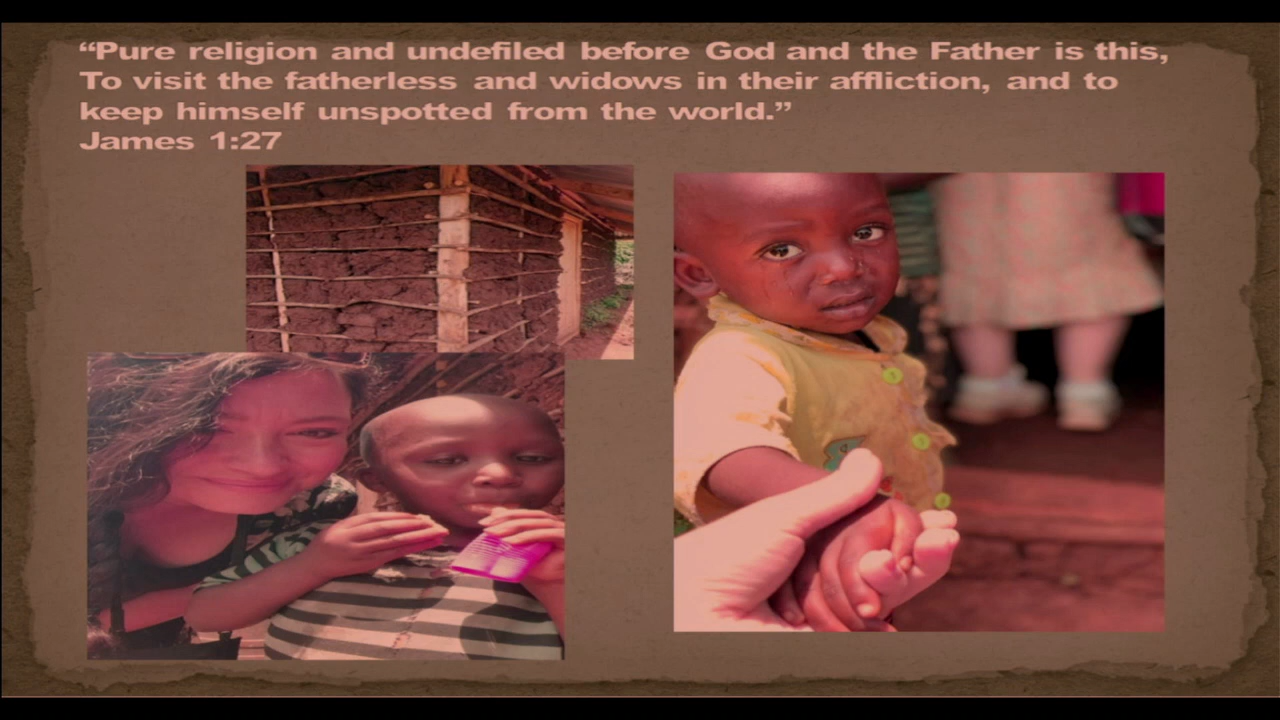 “Pure religion and undefiled before God and the Father is this,
To visit the fatherless and widows in their affliction, and to
keep himself unspotted from the world.”
James 1:27